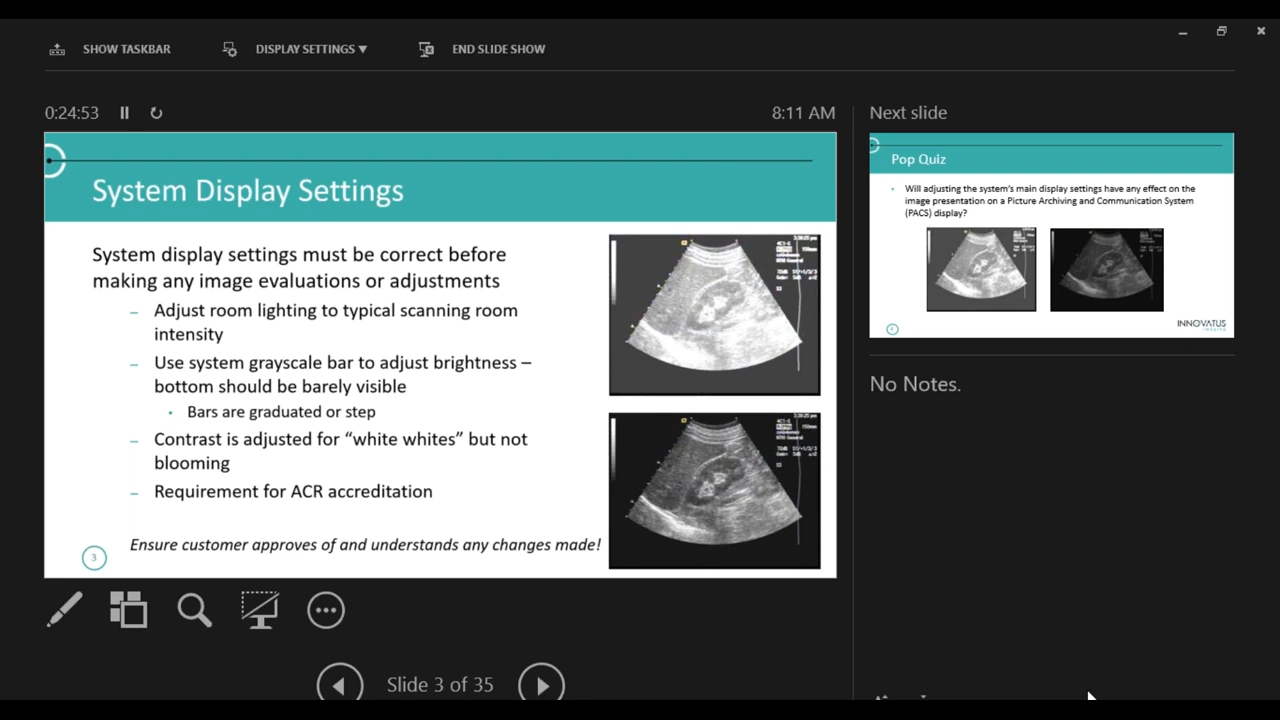 SHOW TASKBAR
DISPLAY SETTINGS ▼
END SLIDE SHOW
0:24:53
8:11 AM
System Display Settings
System display settings must be correct before
making any image evaluations or adjustments
– Adjust room lighting to typical scanning room
intensity
– Use system grayscale bar to adjust brightness –
bottom should be barely visible
• Bars are graduated or step
– Contrast is adjusted for “white whites” but not
blooming
– Requirement for ACR accreditation
Ensure customer approves of and understands any changes made!
3
Slide 3 of 35
Next slide
Pop Quiz
• Will adjusting the system’s main display settings have any effect on the
image presentation on a Picture Archiving and Communication System
(PACS) display?
INNOVATUS
imaging
No Notes.